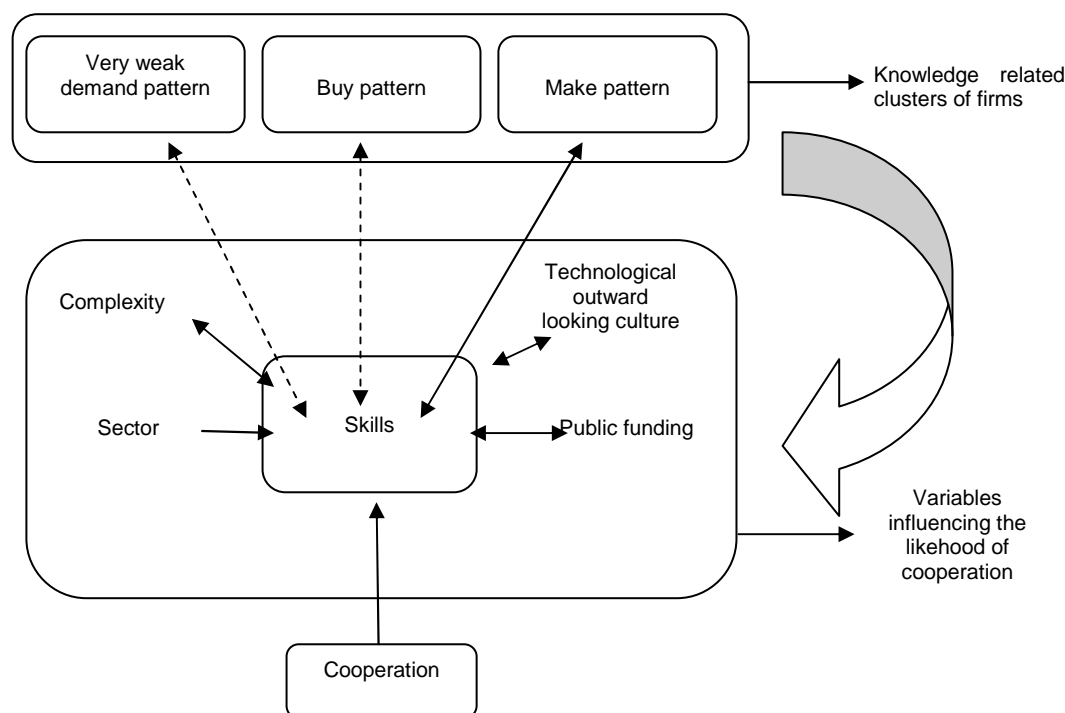 Very weak
demand pattern
Buy pattern
Make pattern
Knowledge related
clusters of firms
Technological
outward
looking culture
Complexity
Sector
Skills
Public funding
Variables
influencing the
likehood of
cooperation
Cooperation